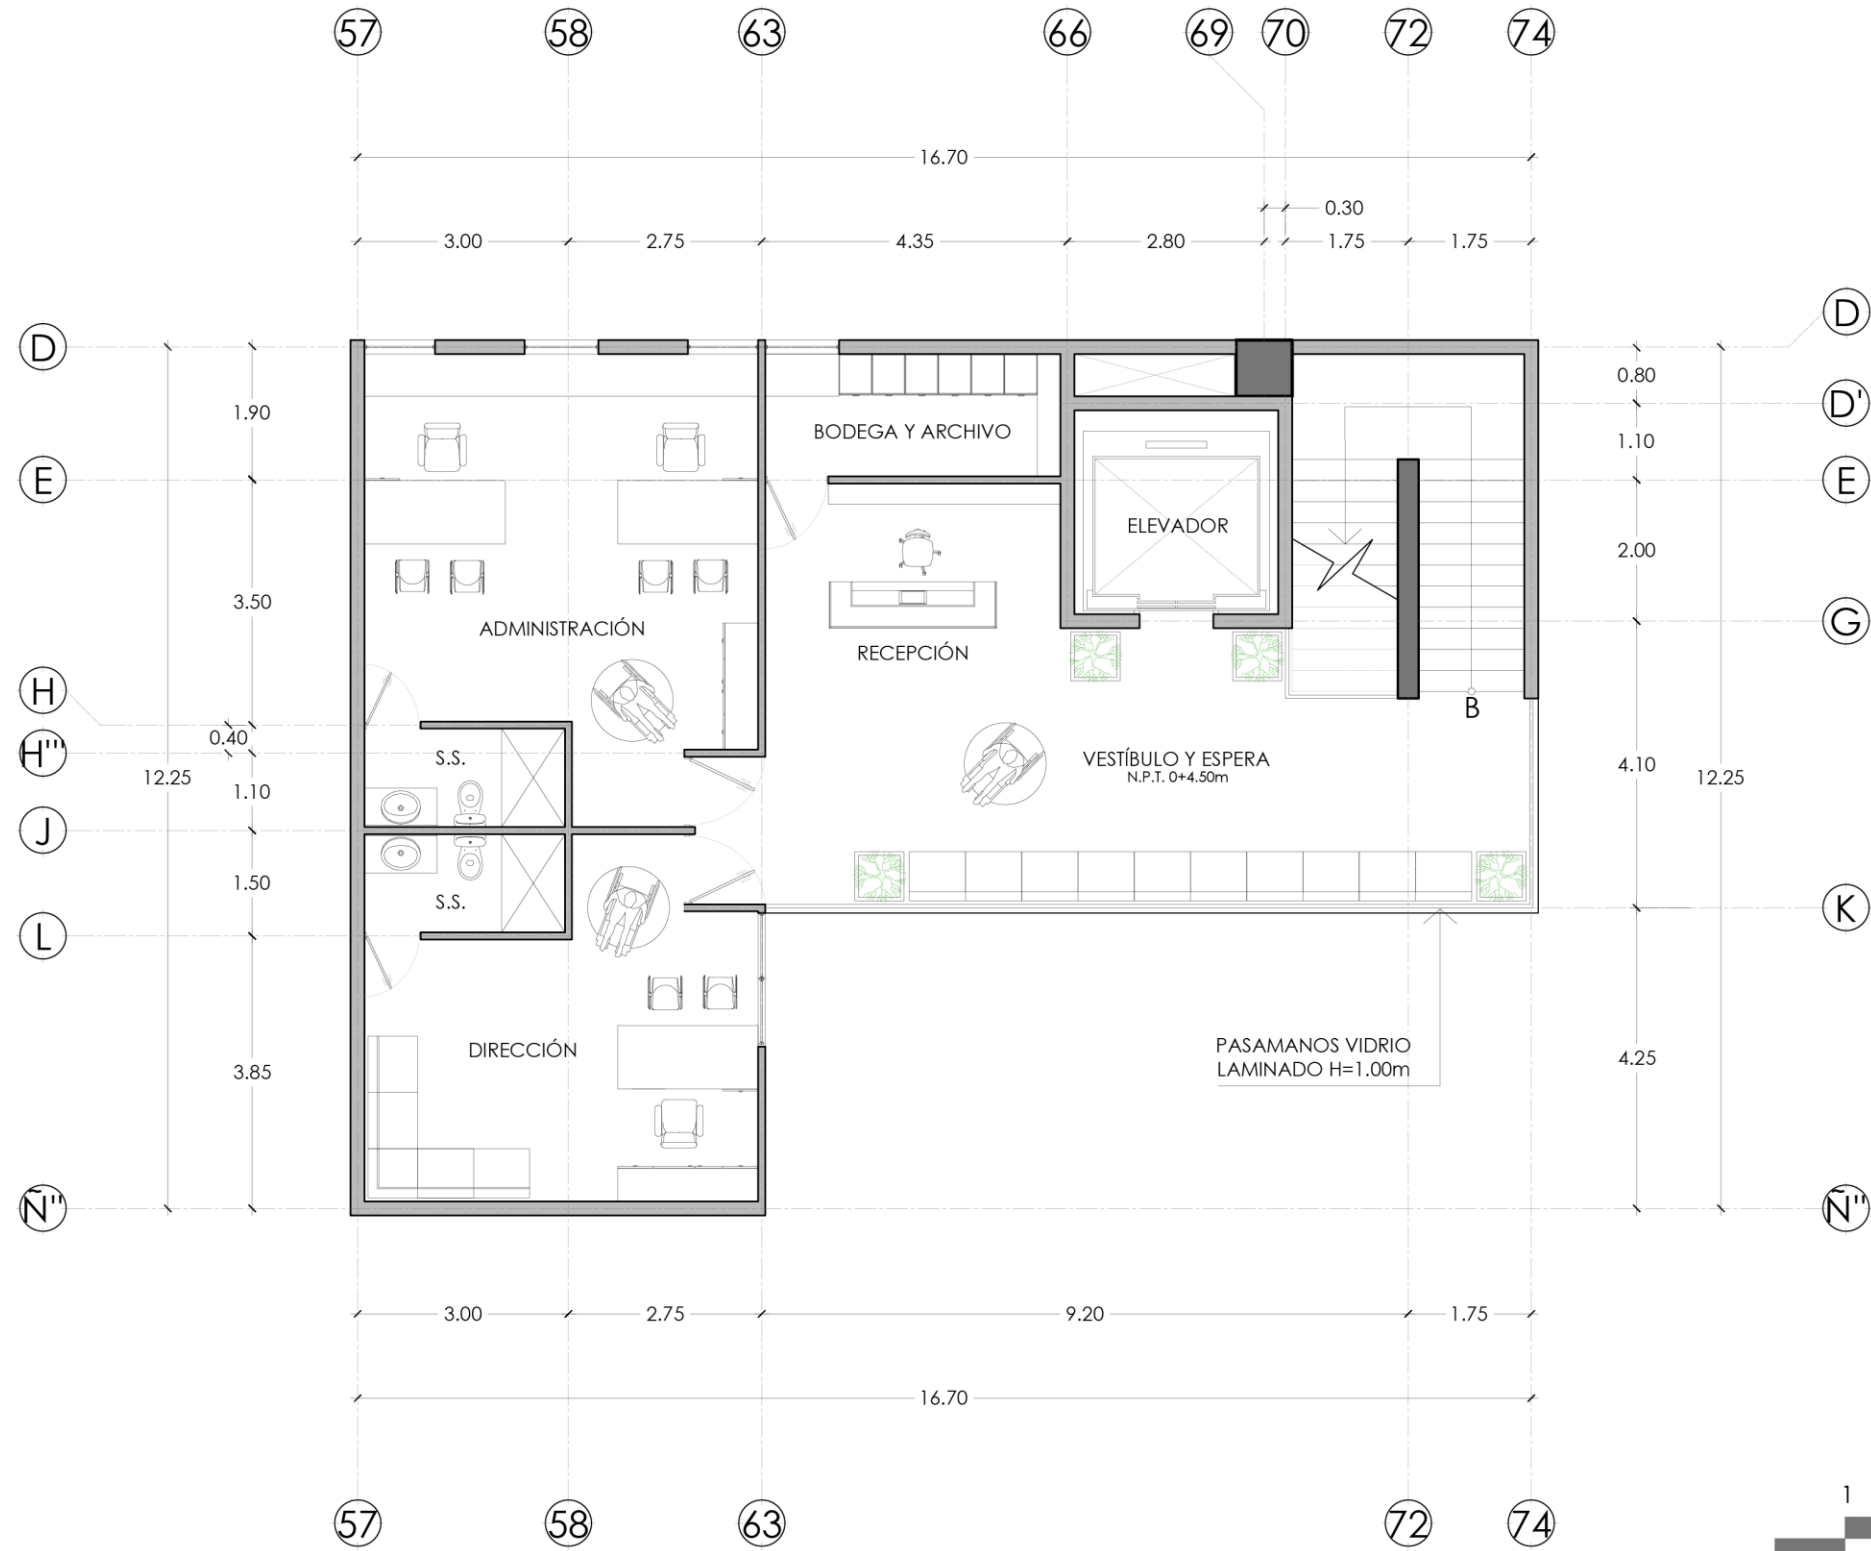 57 58 63 66 69 70 72 74
16.70
0.30
3.00 2.75 4.35 2.80 1.75 1.75
D
D
0.80
D'
1.90
BODEGA Y ARCHIVO
1.10
E
E
ELEVADOR
2.00
3.50
ADMINISTRACIÓN
G
RECEPCIÓN
H
B
0.40
H'''
S.S.
VESTÍBULO Y ESPERA
N.P.T. 0+4.50m
4.10
12.25
12.25
1.10
J
1.50
S.S.
K
L
DIRECCIÓN
PASAMANOS VIDRIO
LAMINADO H=1.00m
4.25
3.85
Ñ''
Ñ''
3.00 2.75 9.20 1.75
16.70
1
57 58 63 72 74